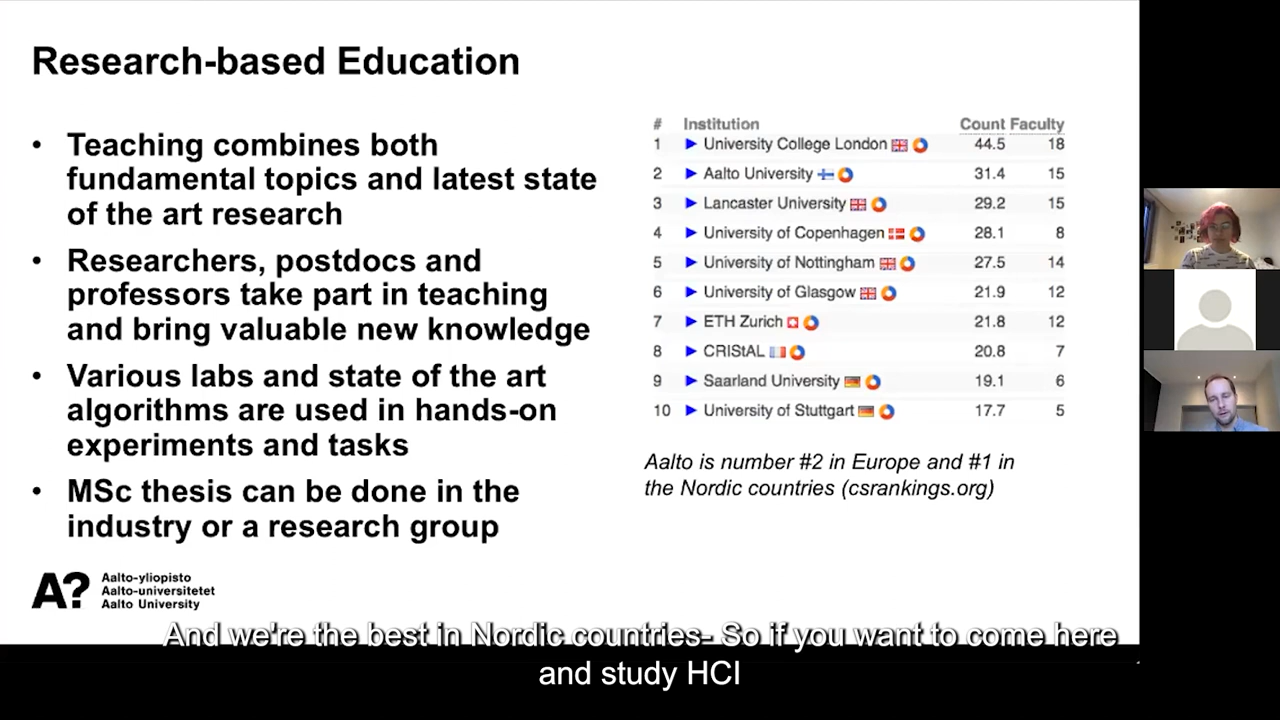 Research-based Education
• Teaching combines both
fundamental topics and latest state
of the art research
• Researchers, postdocs and
professors take part in teaching
and bring valuable new knowledge
• Various labs and state of the art
algorithms are used in hands-on
experiments and tasks
• MSc thesis can be done in the
industry or a research group
# Institution Count Faculty
1 University College London 44.5 18
2 Aalto University 31.4 15
3 Lancaster University 29.2 15
4 University of Copenhagen 28.1 8
5 University of Nottingham 27.5 14
6 University of Glasgow 21.9 12
7 ETH Zurich 21.8 12
8 CRIStAL 20.8 7
9 Saarland University 19.1 6
10 University of Stuttgart 17.7 5
Aalto is number #2 in Europe and #1 in
the Nordic countries (csrankings.org)
A?
Aalto-yliopisto
Aalto-universitetet
Aalto University
And we're the best in Nordic countries- So if you want to come here
and study HCI